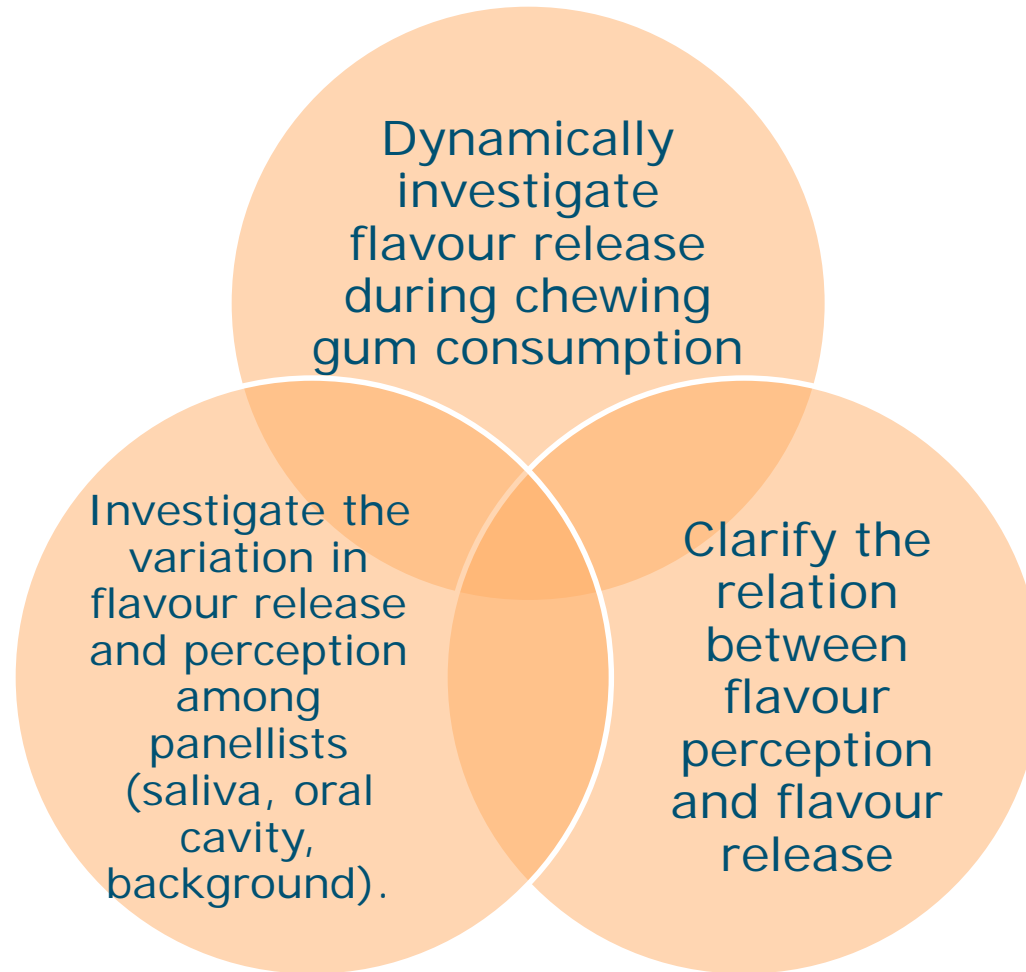 Dynamically
investigate
flavour release
during chewing
gum consumption
Investigate the
variation in
flavour release
and perception
among
panellists
(saliva, oral
cavity,
background).
Clarify the
relation
between
flavour
perception
and flavour
release